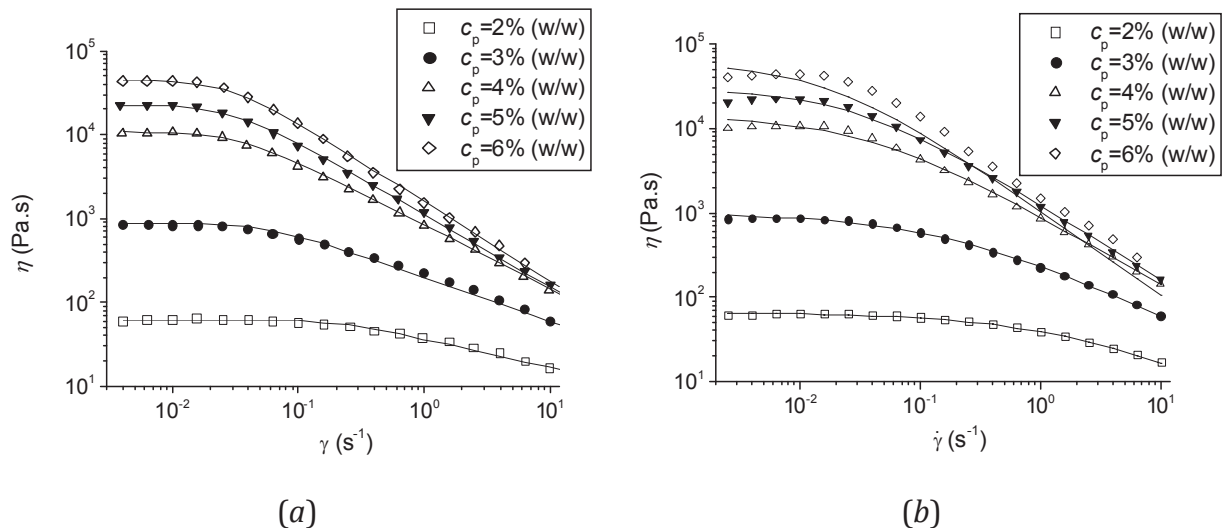 c_p=2% (w/w)
c_p=3% (w/w)
c_p=4% (w/w)
c_p=5% (w/w)
c_p=6% (w/w)
10^5
10^4
10^3
10^2
10^1
η (Pa.s)
10^-2 10^-1 10^0 10^1
γ (s^-1)
(a)
c_p=2% (w/w)
c_p=3% (w/w)
c_p=4% (w/w)
c_p=5% (w/w)
c_p=6% (w/w)
10^5
10^4
10^3
10^2
10^1
η (Pa.s)
10^-2 10^-1 10^0 10^1
γ̇ (s^-1)
(b)